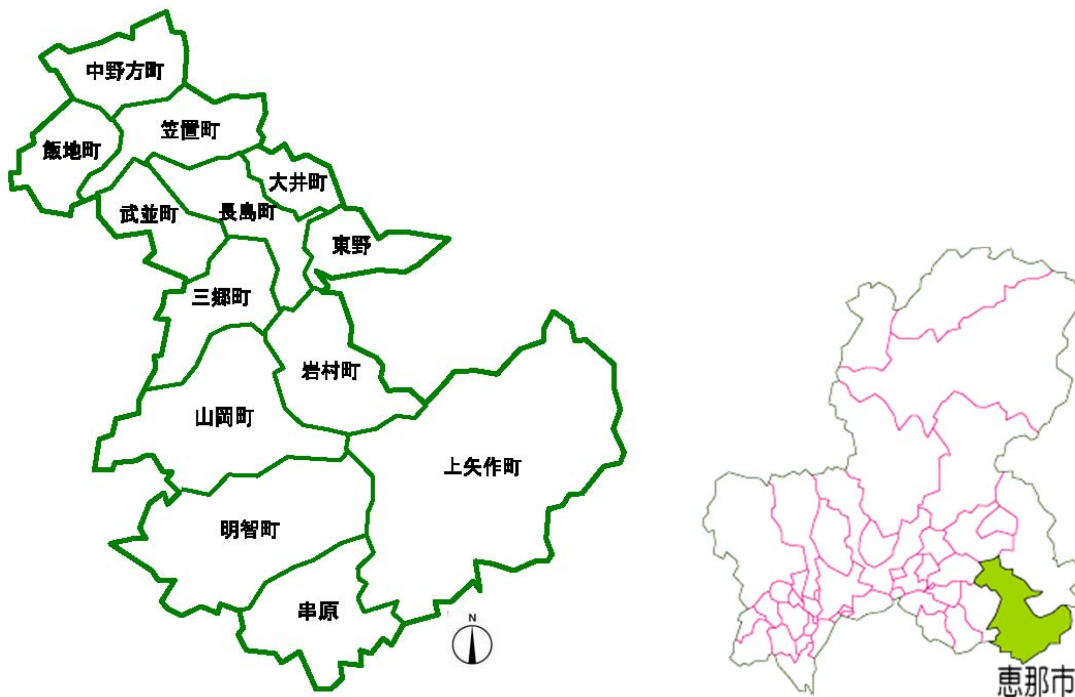 中野方町
笠置町
飯地町
大井町
武並町
長島町
東野
三郷町
岩村町
山岡町
上矢作町
明智町
串原
N
恵那市